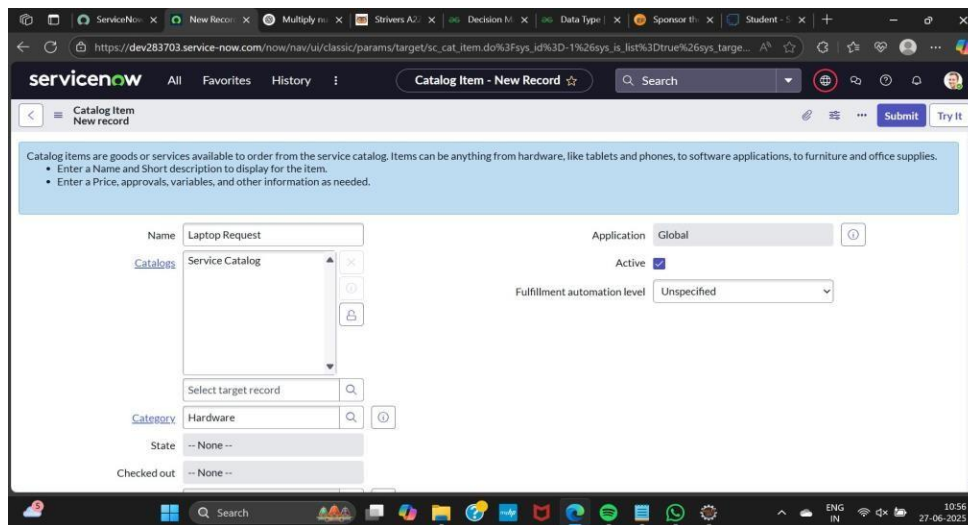 ServiceNow
New Recor
Multiply nu
Strivers A2
Decision M
Data Type |
Sponsor th
Student - S
https://dev283703.service-now.com/now/nav/ui/classic/params/target/sc_cat_item.do%3Fsys_id%3D-1%26sys_is_list%3Dtrue%26sys_targe...
servicenow All Favorites History Catalog Item - New Record Search
Catalog Item
New record
Submit Try It
Catalog items are goods or services available to order from the service catalog. Items can be anything from hardware, like tablets and phones, to software applications, to furniture and office supplies.
• Enter a Name and Short description to display for the item.
• Enter a Price, approvals, variables, and other information as needed.
Name Laptop Request
Application Global
Catalogs Service Catalog
Active
Fulfillment automation level Unspecified
Select target record
Category Hardware
State -- None --
Checked out -- None --
Search
ENG
IN
10:56
27-06-2025